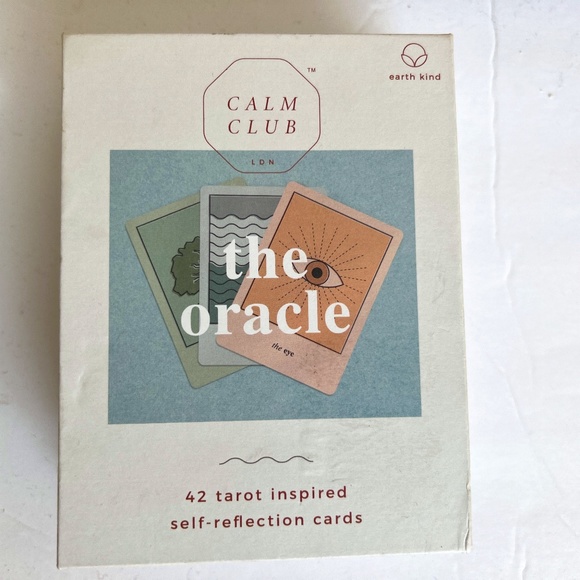 TM
earth kind
CALM
CLUB
LDN
the
oracle
the eye
42 tarot inspired
self-reflection cards